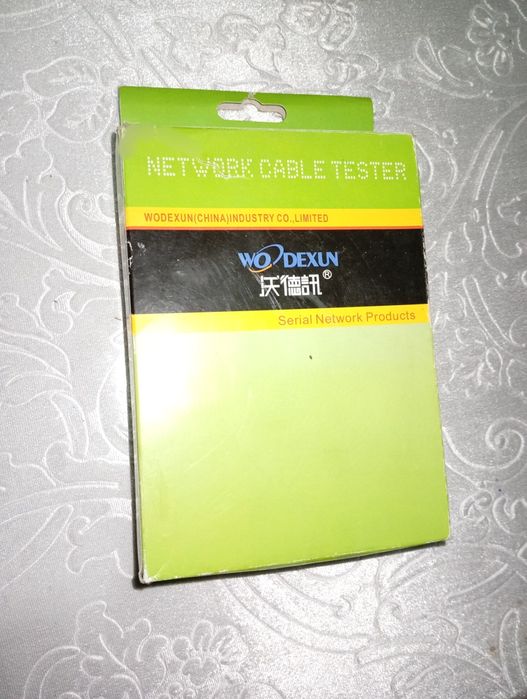 NETWORK CABLE TESTER
WODEXUN(CHINA)INDUSTRY CO.,LIMITED
WODEXUN
沃德訊®
Serial Network Products